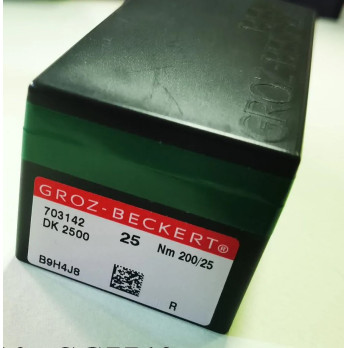 GROZ-BECKERT®
703142
DK 2500 25 Nm 200/25
B9H4J8
R